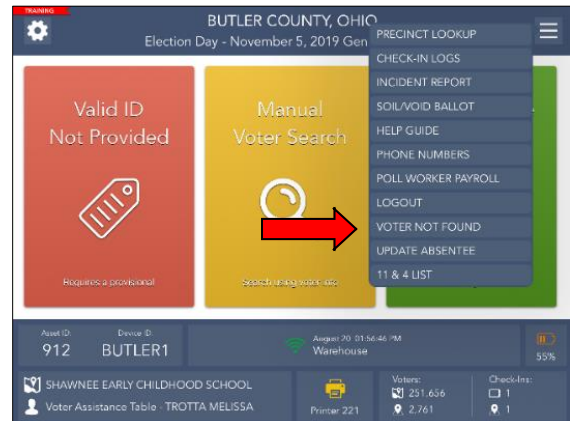 TRAINING
BUTLER COUNTY, OHIO
Election Day - November 5, 2019 Gen
PRECINCT LOOKUP
CHECK-IN LOGS
INCIDENT REPORT
SOIL/VOID BALLOT
HELP GUIDE
PHONE NUMBERS
POLL WORKER PAYROLL
LOGOUT
VOTER NOT FOUND
UPDATE ABSENTEE
11 & 4 LIST
Valid ID
Not Provided
Requires a provisional
Manual
Voter Search
Search using voter info
Asset ID:
912
Device ID:
BUTLER1
August 20 01:56:46 PM
Warehouse
55%
SHAWNEE EARLY CHILDHOOD SCHOOL
Voter Assistance Table - TROTTA MELISSA
Printer 221
Voters:
251,656
2,761
Check-Ins:
1
1